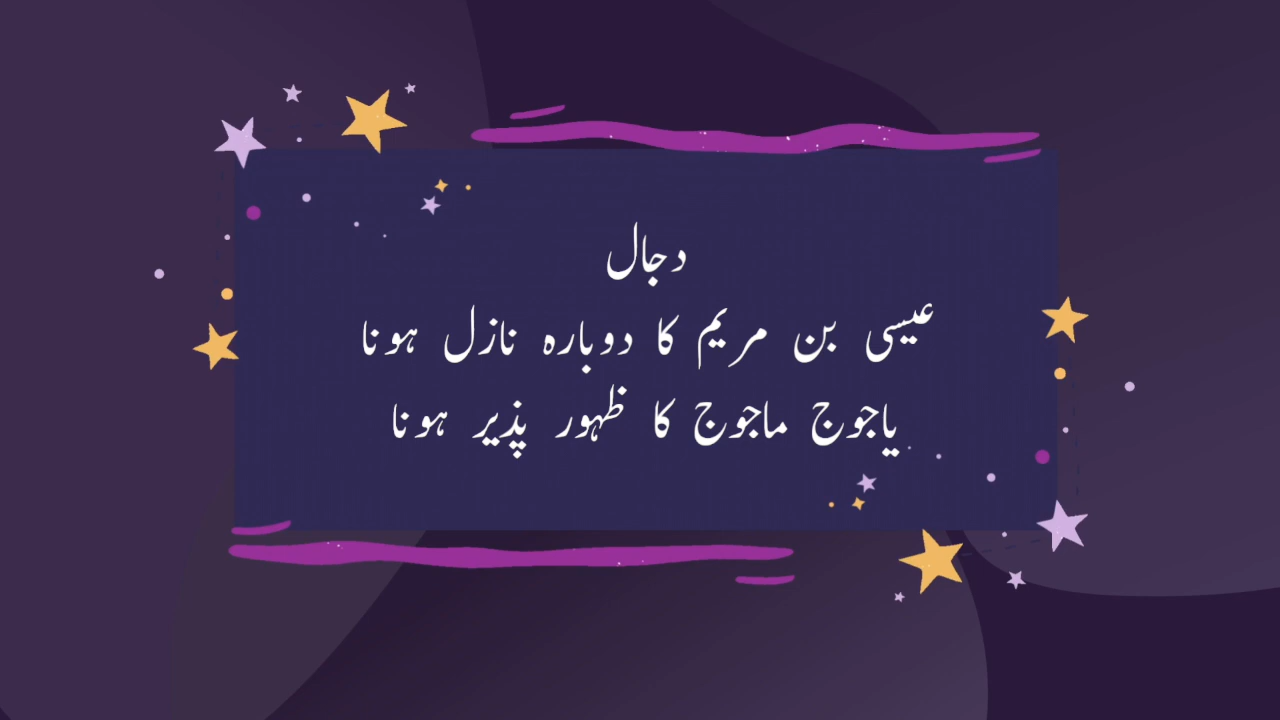 دجال
عیسی بن مریم کا دوبارہ نازل ہونا
یاجوج ماجوج کا ظہور پذیر ہونا